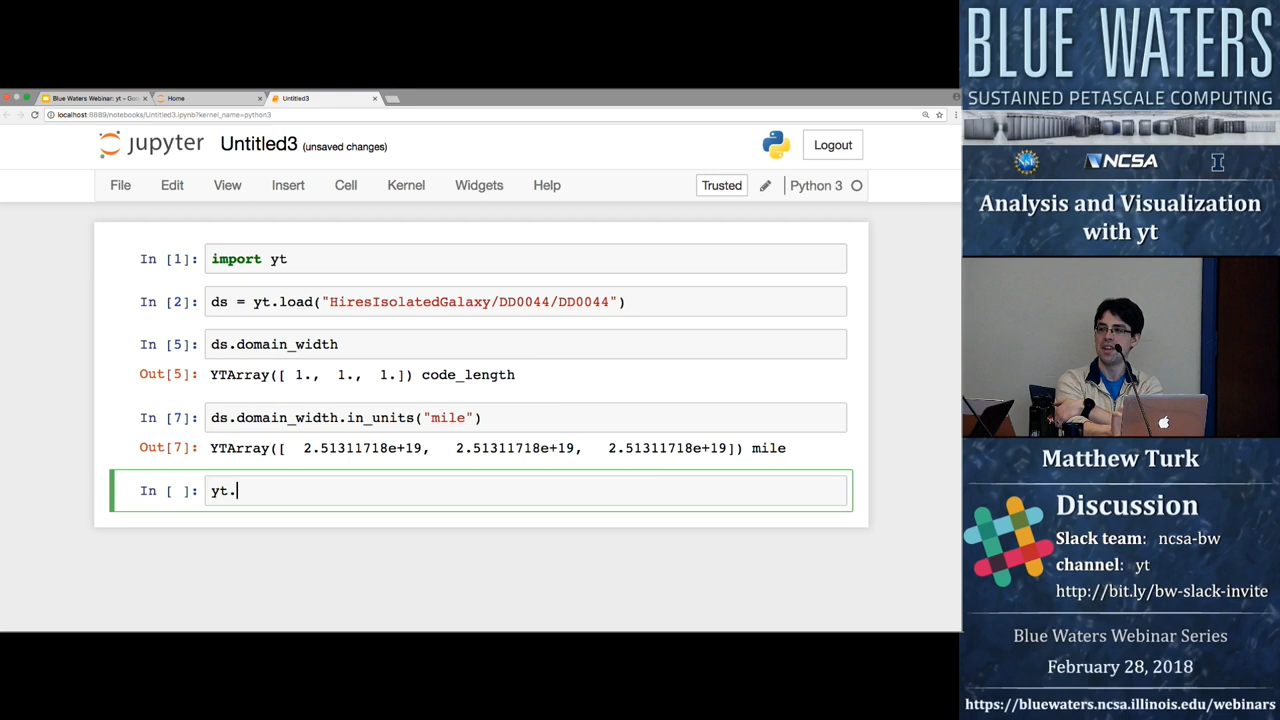 Blue Waters Webinar: yt - Goo
Home
Untitled3
localhost:8889/notebooks/Untitled3.ipynb?kernel_name=python3
jupyter Untitled3 (unsaved changes)
Logout
File Edit View Insert Cell Kernel Widgets Help
Trusted Python 3
In [1]: import yt
In [2]: ds = yt.load("HiresIsolatedGalaxy/DD0044/DD0044")
In [5]: ds.domain_width
Out[5]: YTArray([ 1., 1., 1.]) code_length
In [7]: ds.domain_width.in_units("mile")
Out[7]: YTArray([ 2.51311718e+19, 2.51311718e+19, 2.51311718e+19]) mile
In [ ]: yt.
BLUE WATERS
SUSTAINED PETASCALE COMPUTING
NCSA
I
Analysis and Visualization
with yt
Matthew Turk
Discussion
Slack team: ncsa-bw
channel: yt
http://bit.ly/bw-slack-invite
Blue Waters Webinar Series
February 28, 2018
https://bluewaters.ncsa.illinois.edu/webinars